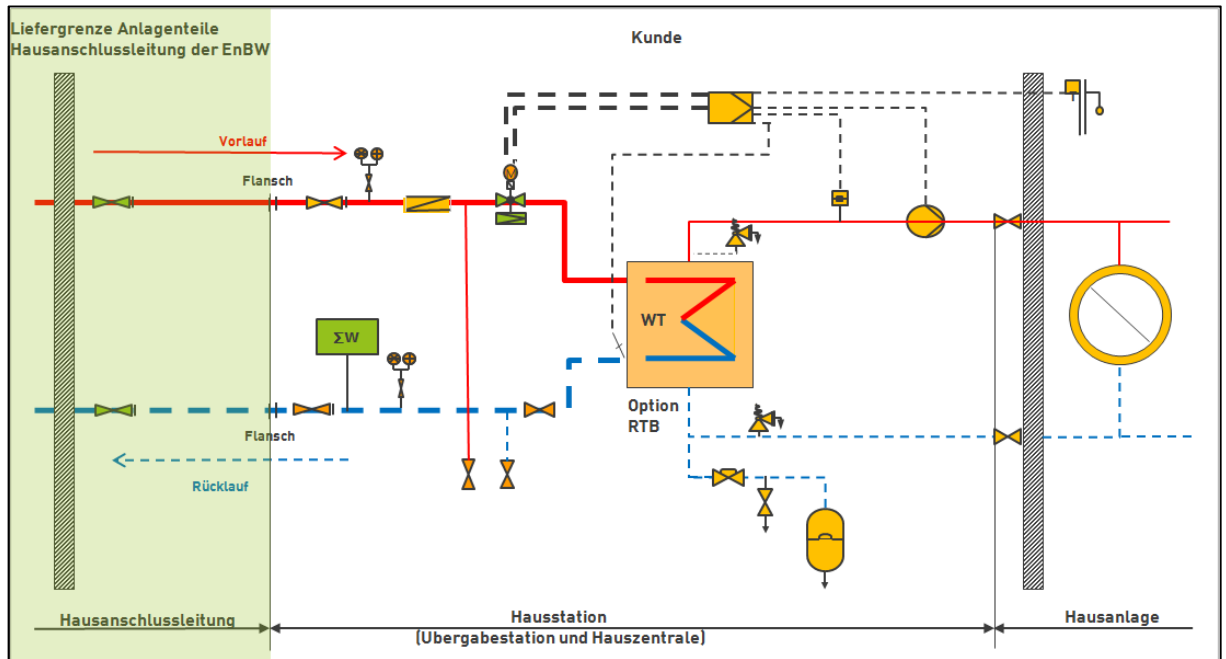 Liefergrenze Anlagenteile
Hausanschlussleitung der EnBW
Kunde
Vorlauf
Flansch
ΣW
WT
Option
RTB
Flansch
Rücklauf
Hausanschlussleitung
Hausstation
(Übergabestation und Hauszentrale)
Hausanlage